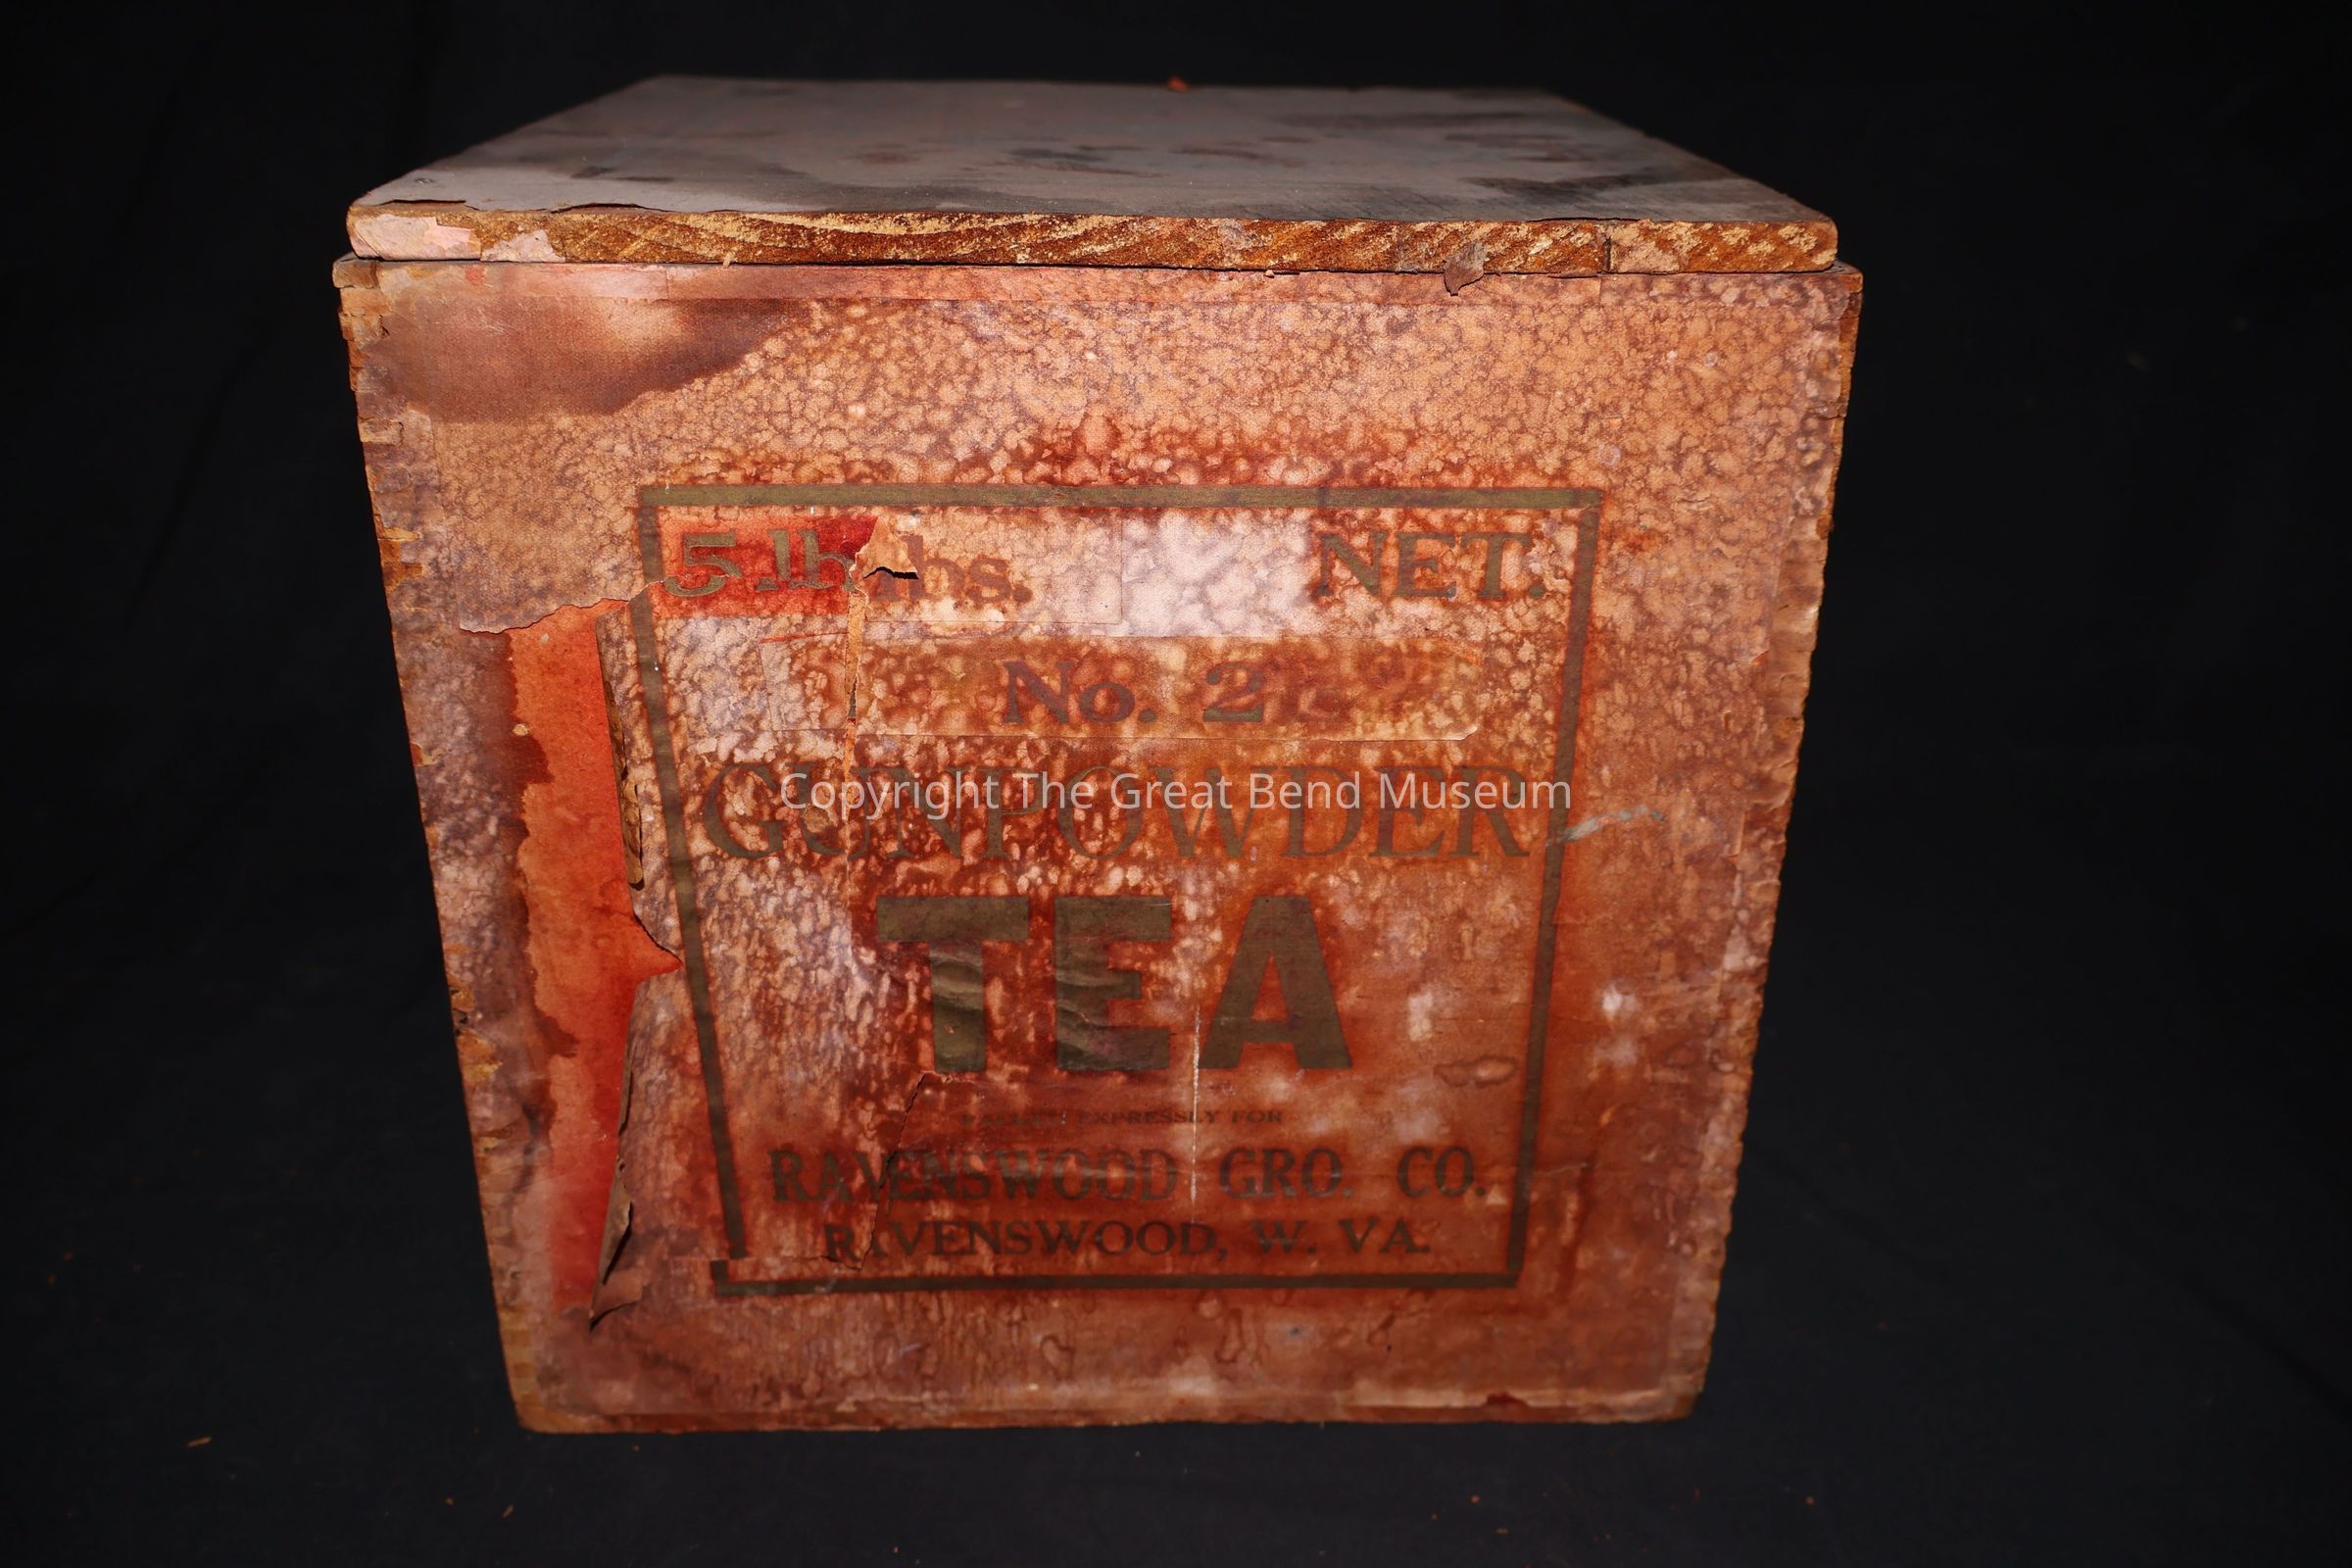 5 lbs. NET.
No. 2
GUNPOWDER
TEA
EXPRESSLY FOR
RAVENSWOOD GRO. CO.
RAVENSWOOD, W. VA.
Copyright The Great Bend Museum